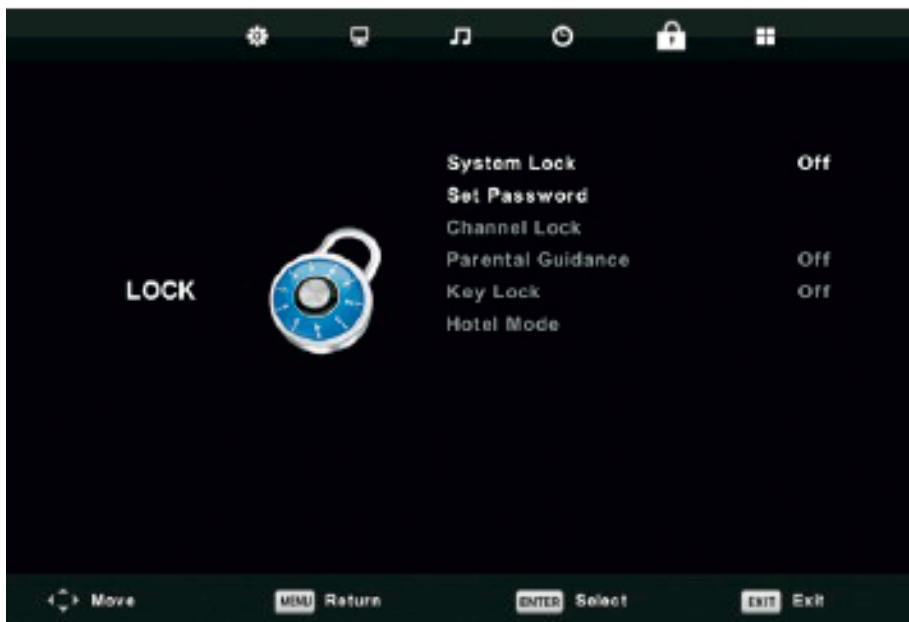 System Lock Off
Set Password
Channel Lock
Parental Guidance Off
Key Lock Off
Hotel Mode
LOCK
Move MENU Return ENTER Select EXIT Exit